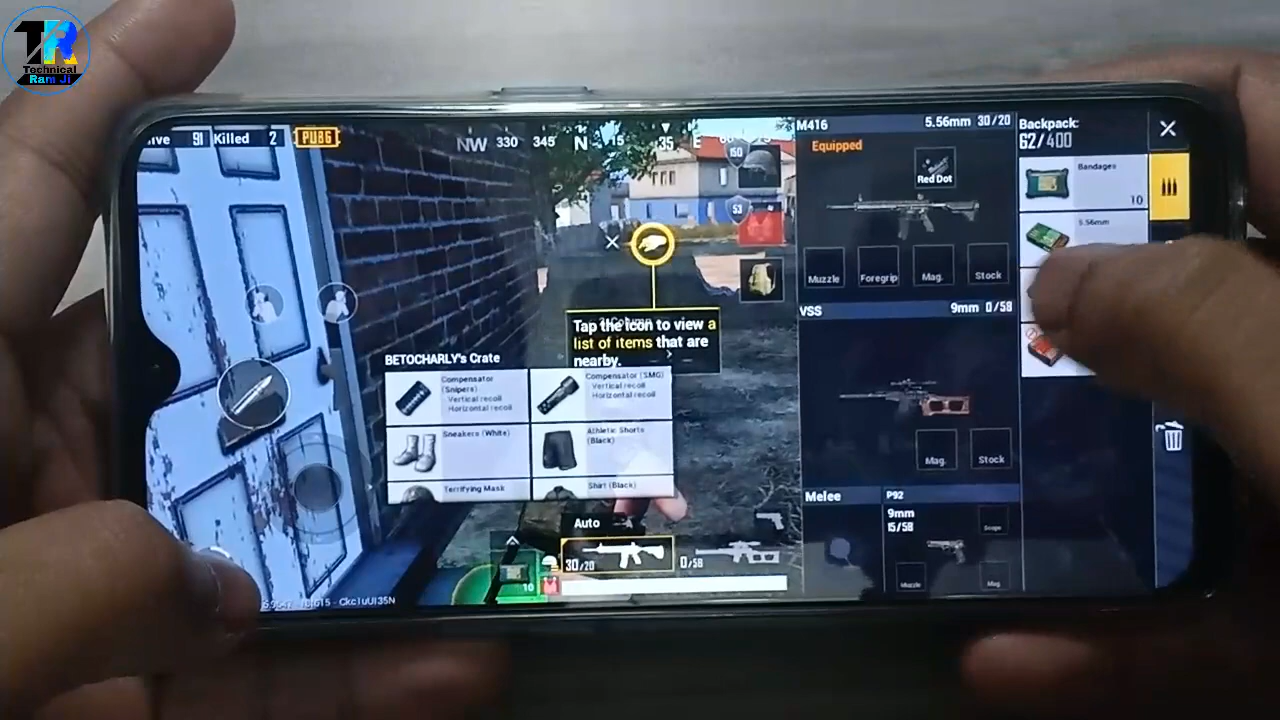 TR
Technical
Ram Ji
ive 91 Killed 2 PUBG
NW 330 345 N 15 35 E
150
53
Tap the icon to view a
list of items that are
nearby.
BETOCHARLY's Crate
Compensator
(Snipers)
Vertical recoil
Horizontal recoil
Compensator (SMG)
Vertical recoil
Horizontal recoil
Sneakers (White)
Athletic Shorts
(Black)
Terrifying Mask
Shirt (Black)
Auto
30/20
0/58
10
M416 5.56mm 30/20
Equipped
Red Dot
Muzzle Foregrip Mag. Stock
VSS 9mm 0/58
Mag. Stock
Melee
P92
9mm
15/58
Scope
Muzzle Mag.
Backpack:
62/400
Bandages
10
5.56mm